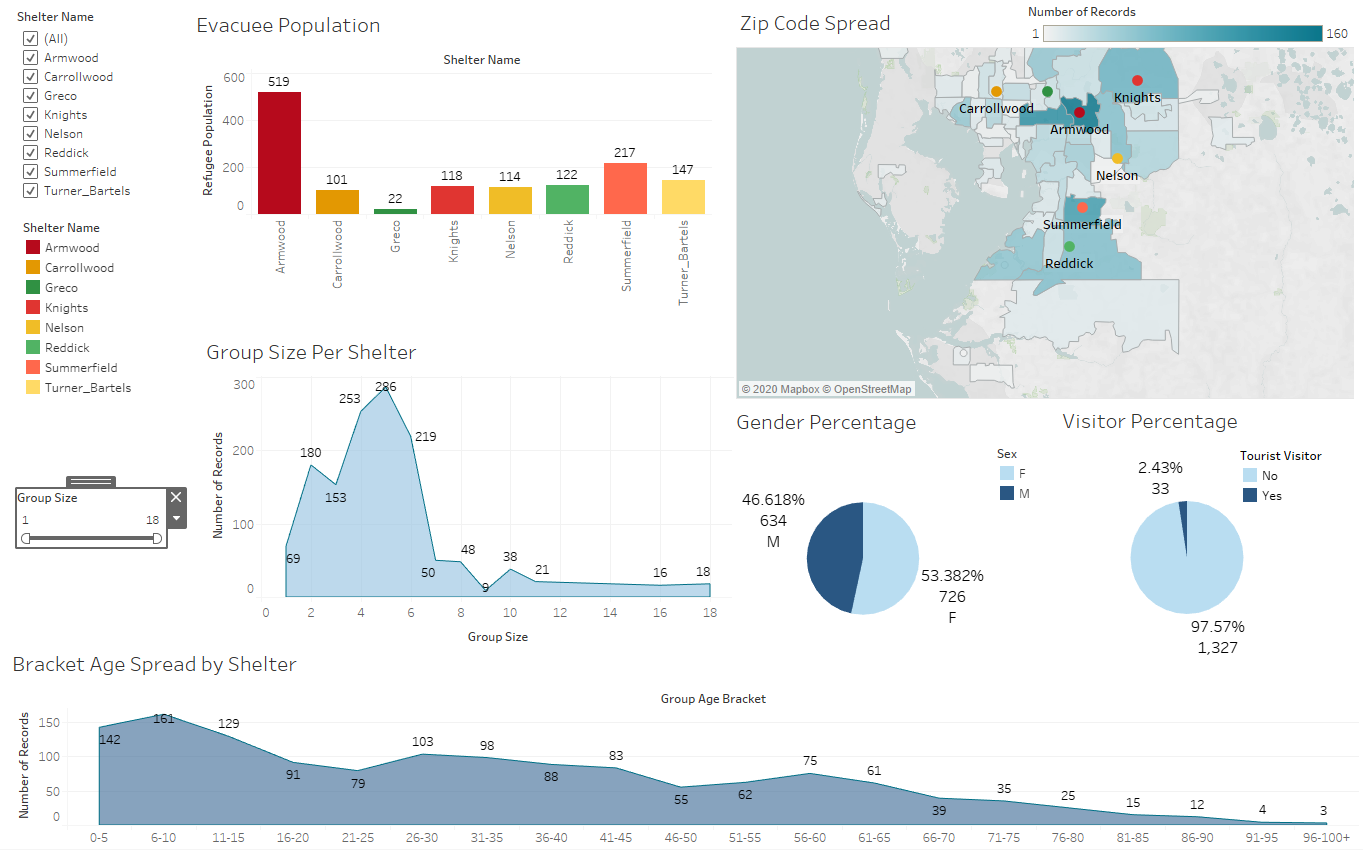 Shelter Name
(All)
Armwood
Carrollwood
Greco
Knights
Nelson
Reddick
Summerfield
Turner_Bartels
Shelter Name
Armwood
Carrollwood
Greco
Knights
Nelson
Reddick
Summerfield
Turner_Bartels
Group Size
1 18
Evacuee Population
Shelter Name
Refugee Population
600
400
200
0
519
101
22
118
114
122
217
147
Armwood
Carrollwood
Greco
Knights
Nelson
Reddick
Summerfield
Turner_Bartels
Zip Code Spread
Number of Records
1 160
Knights
Carrollwood
Armwood
Nelson
Summerfield
Reddick
© 2020 Mapbox © OpenStreetMap
Group Size Per Shelter
Number of Records
300
200
100
0
69
180
153
253
286
219
50
48
9
38
21
16
18
0 2 4 6 8 10 12 14 16 18
Group Size
Gender Percentage
Sex
F
M
46.618%
634
M
53.382%
726
F
Visitor Percentage
Tourist Visitor
No
Yes
2.43%
33
97.57%
1,327
Bracket Age Spread by Shelter
Group Age Bracket
Number of Records
150
100
50
0
142
161
129
91
79
103
98
88
83
55
62
75
61
39
35
25
15
12
4
3
0-5 6-10 11-15 16-20 21-25 26-30 31-35 36-40 41-45 46-50 51-55 56-60 61-65 66-70 71-75 76-80 81-85 86-90 91-95 96-100+